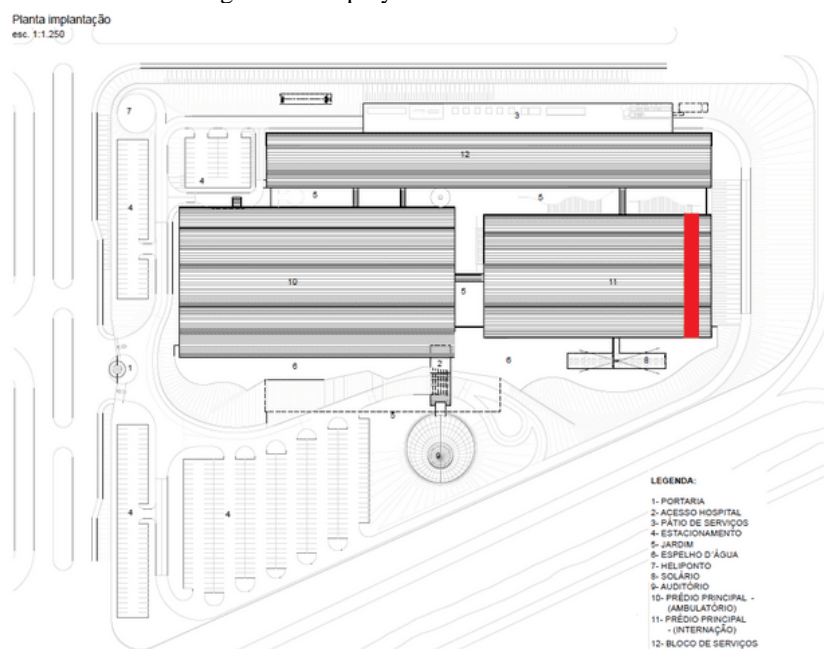 Planta implantação
esc. 1:1.250
7
3
12
4
5
5
4
10
11
5
1
6
2
6
8
5
9
4
4
LEGENDA:
1- PORTARIA
2- ACESSO HOSPITAL
3- PÁTIO DE SERVIÇOS
4- ESTACIONAMENTO
5- JARDIM
6- ESPELHO D'ÁGUA
7- HELIPONTO
8- SOLÁRIO
9- AUDITÓRIO
10- PRÉDIO PRINCIPAL -
(AMBULATÓRIO)
11- PRÉDIO PRINCIPAL
- (INTERNAÇÃO)
12- BLOCO DE SERVIÇOS